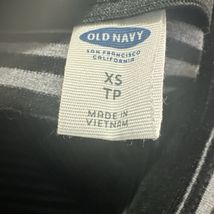 OLD NAVY
SAN FRANCISCO
CALIFORNIA
XS
TP
MADE IN
VIETNAM